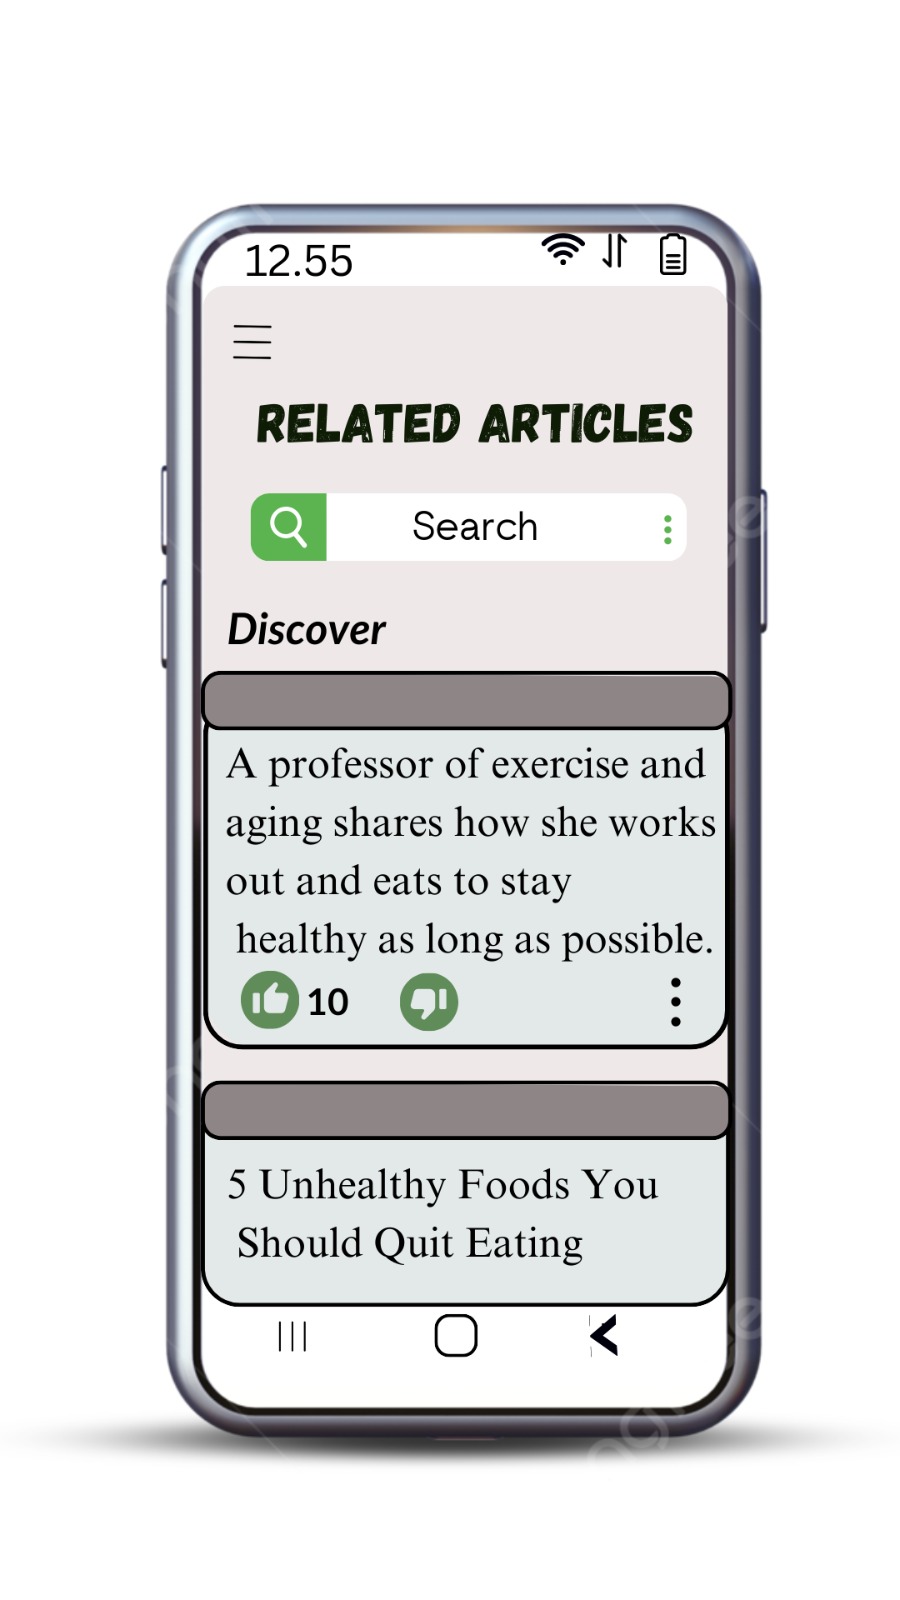 12.55
RELATED ARTICLES
Search
Discover
A professor of exercise and
aging shares how she works
out and eats to stay
healthy as long as possible.
10
5 Unhealthy Foods You
Should Quit Eating